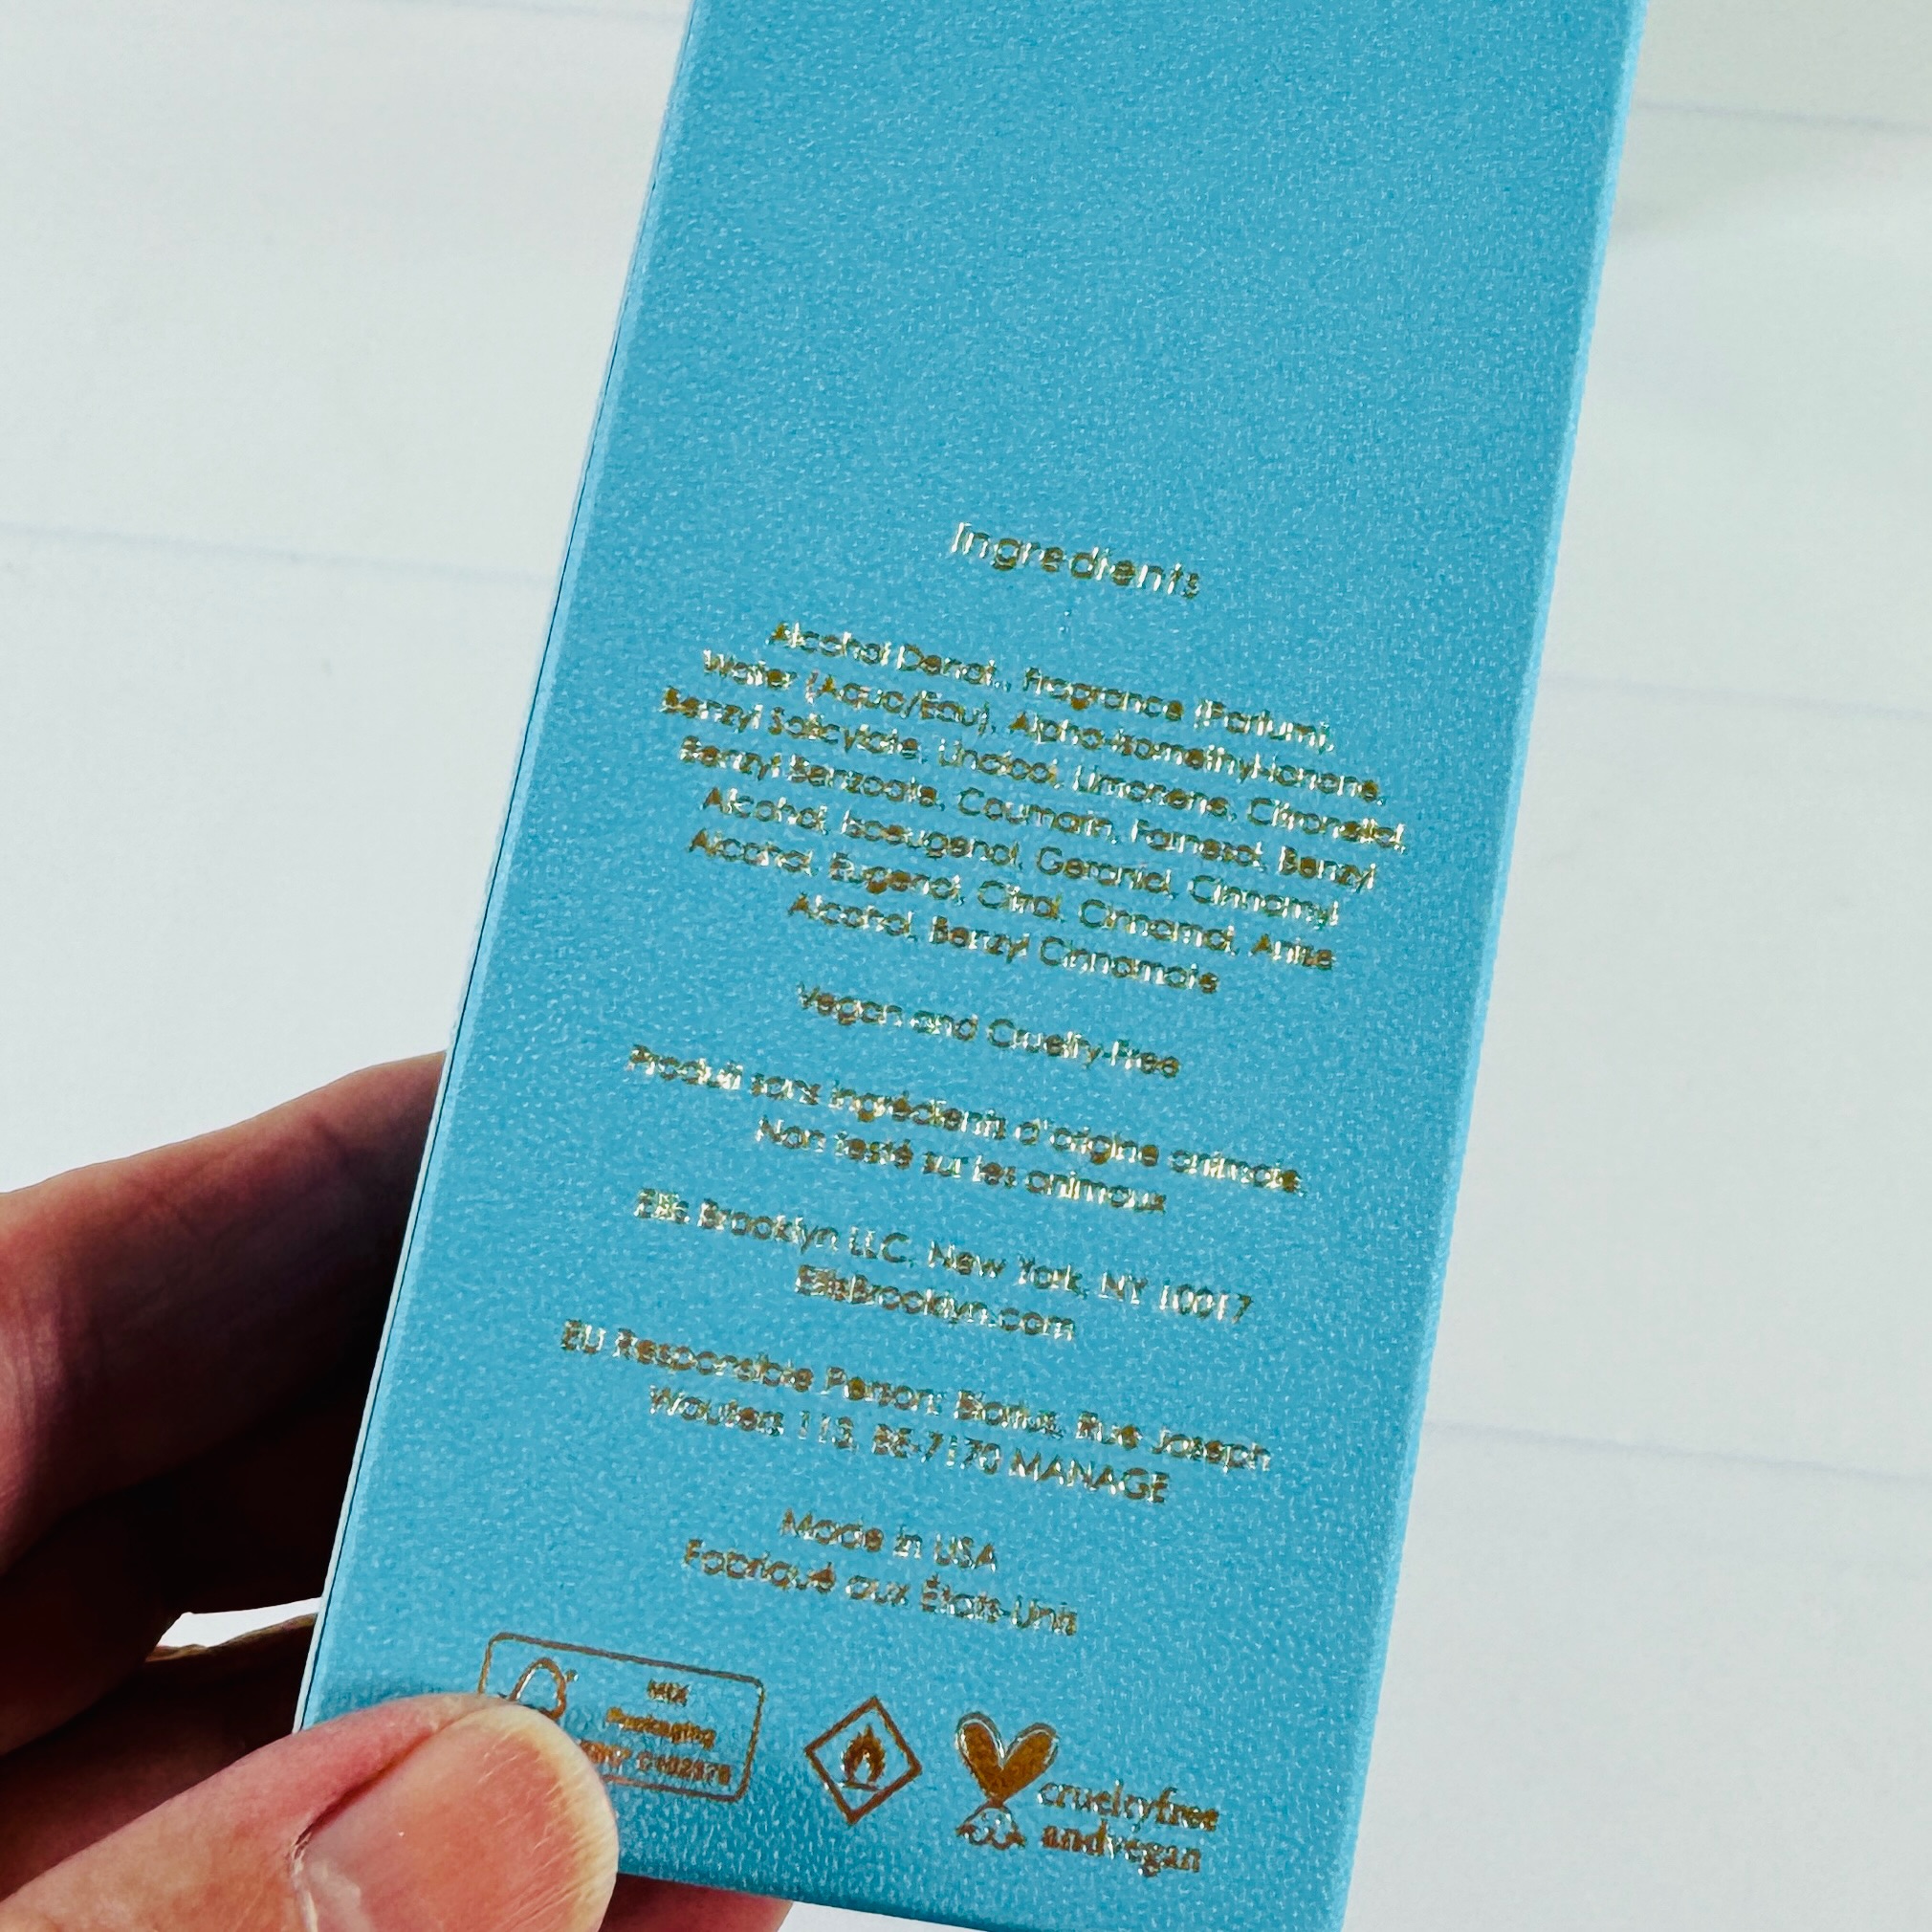 Ingredients
Alcohol Denat., Fragrance (Parfum),
Water (Aqua/Eau), Alpha-Isomethyl-Ionone,
Benzyl Salicylate, Linalool, Limonene, Citronellol,
Benzyl Benzoate, Coumarin, Farnesol, Benzyl
Alcohol, Isoeugenol, Geraniol, Cinnamyl
Alcohol, Eugenol, Citral, Cinnamal, Anise
Alcohol, Benzyl Cinnamate
Vegan and Cruelty-Free
Produit sans ingrédients d'origine animale.
Non testé sur les animaux
Ellis Brooklyn LLC, New York, NY 10017
EllisBrooklyn.com
EU Responsible Person: Biorius, Rue Joseph
Wauters 113, BE-7170 MANAGE
Made in USA
Fabriqué aux États-Unis
MIX
Packaging
crueltyfree
andvegan